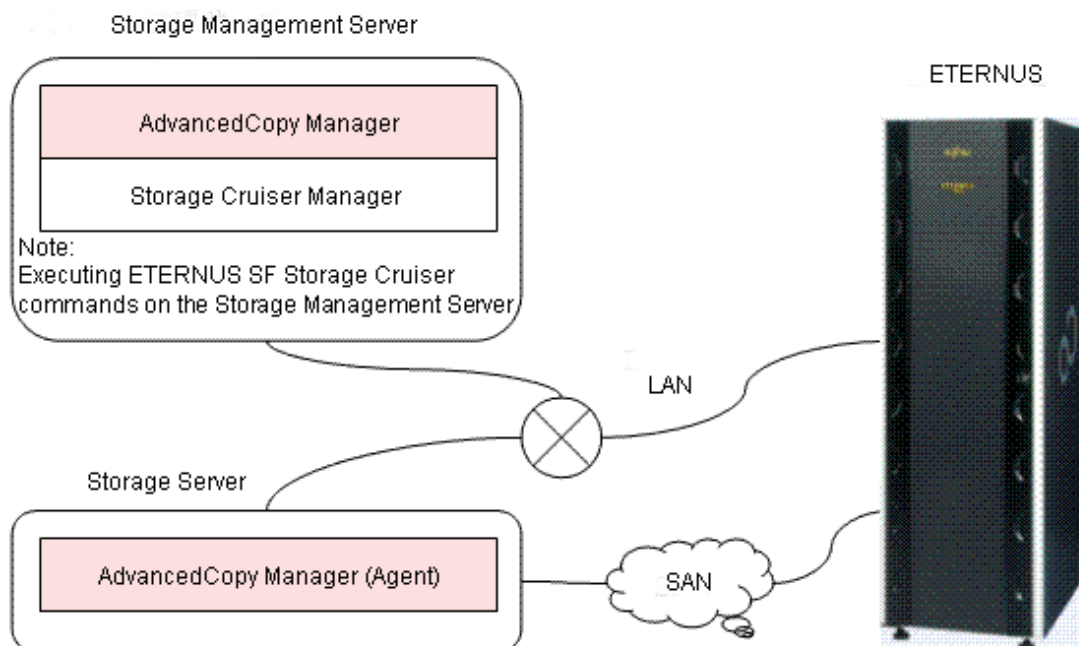 Storage Management Server
ETERNUS
AdvancedCopy Manager
Storage Cruiser Manager
Note:
Executing ETERNUS SF Storage Cruiser
commands on the Storage Management Server
LAN
Storage Server
AdvancedCopy Manager (Agent)
SAN